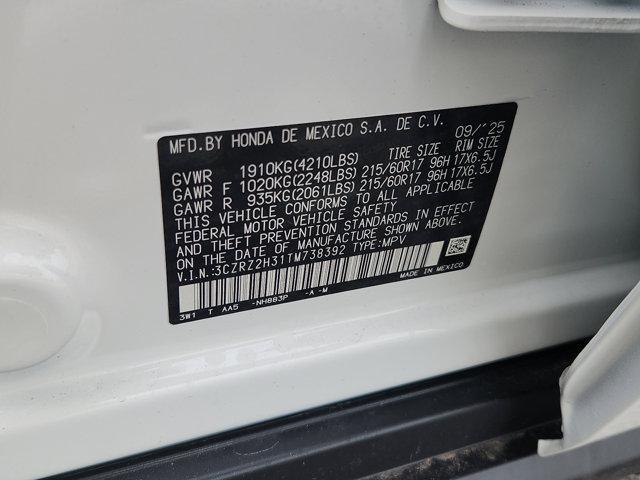 MFD.BY HONDA DE MEXICO S.A. DE C.V. 09/'25
TIRE SIZE RIM SIZE
GVWR 1910KG(4210LBS)
GAWR F 1020KG(2248LBS) 215/60R17 96H 17X6.5J
GAWR R 935KG(2061LBS) 215/60R17 96H 17X6.5J
THIS VEHICLE CONFORMS TO ALL APPLICABLE
FEDERAL MOTOR VEHICLE SAFETY
AND THEFT PREVENTION STANDARDS IN EFFECT
ON THE DATE OF MANUFACTURE SHOWN ABOVE.
V.I.N.:3CZRZ2H31TM738392 TYPE:MPV
MADE IN MEXICO
3W1 T AA5 -NH883P -A -M